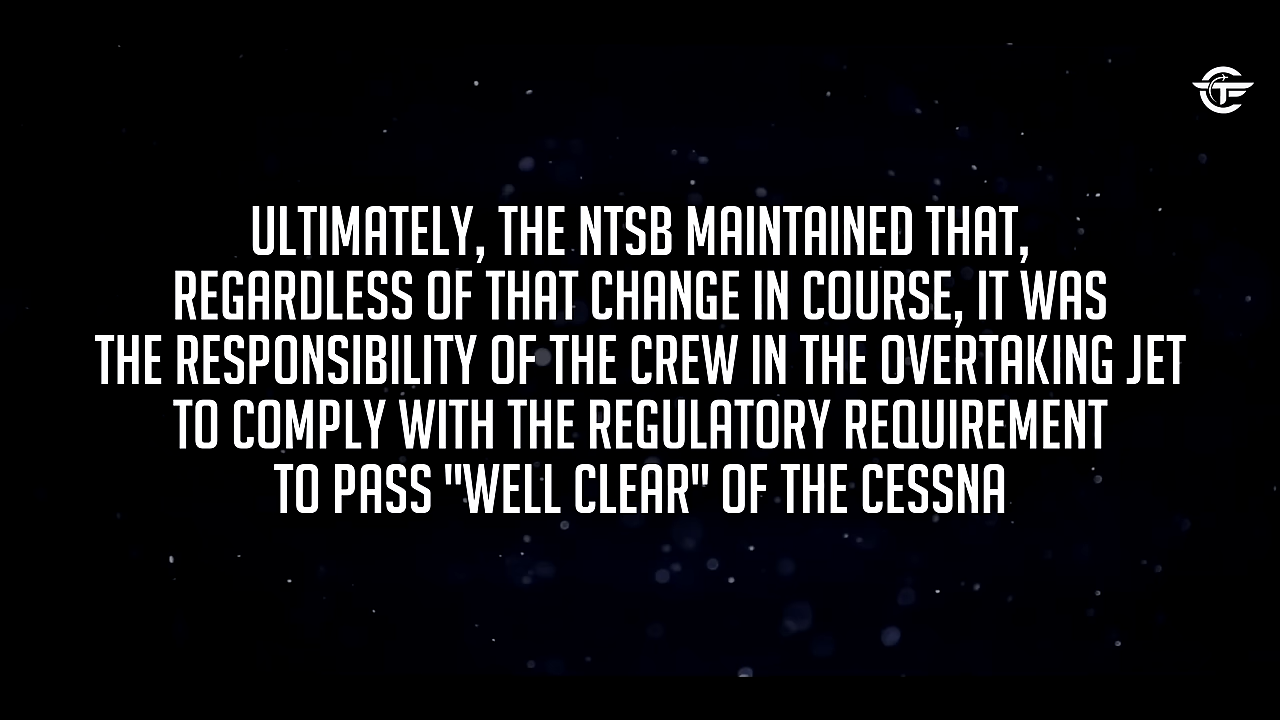 ULTIMATELY, THE NTSB MAINTAINED THAT,
REGARDLESS OF THAT CHANGE IN COURSE, IT WAS
THE RESPONSIBILITY OF THE CREW IN THE OVERTAKING JET
TO COMPLY WITH THE REGULATORY REQUIREMENT
TO PASS "WELL CLEAR" OF THE CESSNA